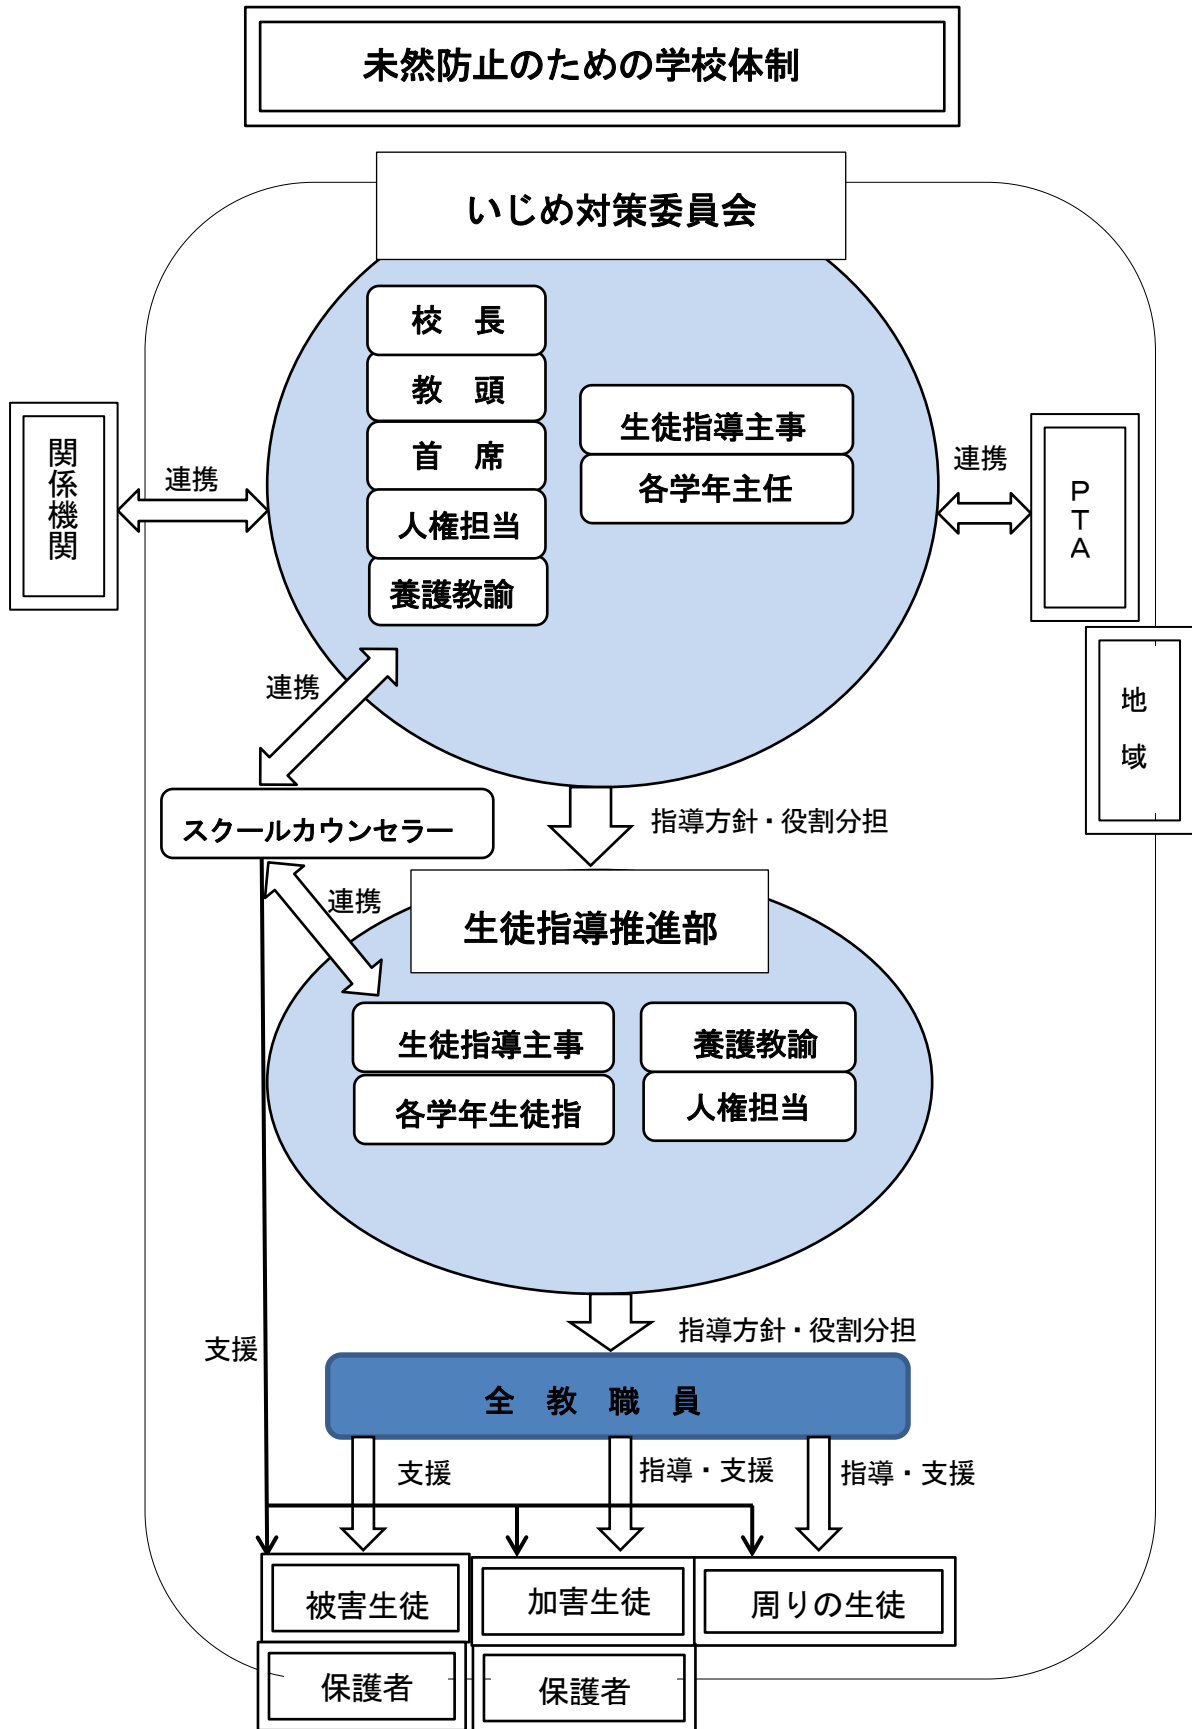 未然防止のための学校体制
いじめ対策委員会
校　長
教　頭
首　席
人権担当
養護教諭
生徒指導主事
各学年主任
関係機関
連携
連携
PTA
地域
連携
スクールカウンセラー
指導方針・役割分担
連携
生徒指導推進部
生徒指導主事
各学年生徒指
養護教諭
人権担当
指導方針・役割分担
支援
全　教　職　員
支援
指導・支援
指導・支援
被害生徒
加害生徒
周りの生徒
保護者
保護者